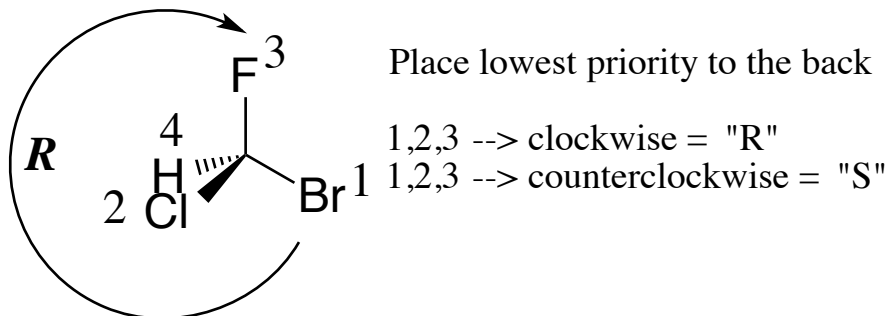 F 3
Place lowest priority to the back
4
1,2,3 --> clockwise = "R"
R
H
Br 1
1,2,3 --> counterclockwise = "S"
2 Cl